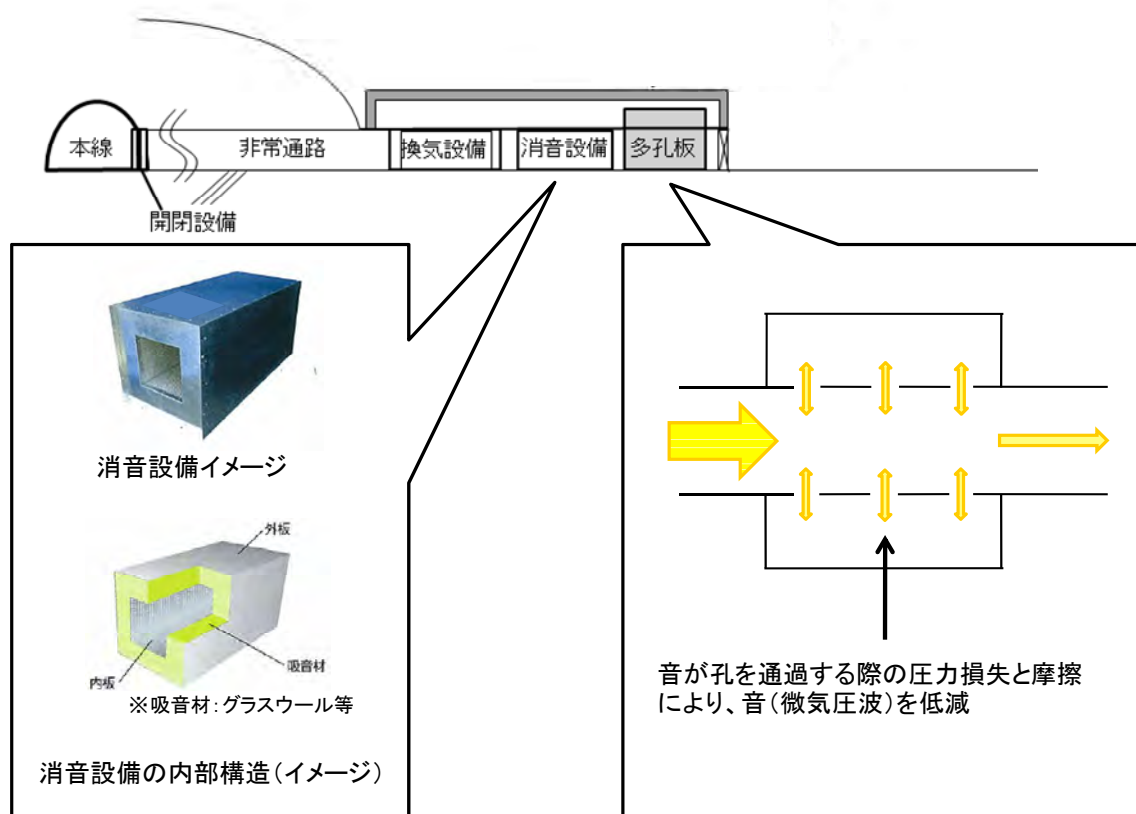 本線
非常通路
換気設備
消音設備
多孔板
開閉設備
消音設備イメージ
外板
吸音材
内板
※吸音材：グラスウール等
消音設備の内部構造（イメージ）
音が孔を通過する際の圧力損失と摩擦
により、音（微気圧波）を低減